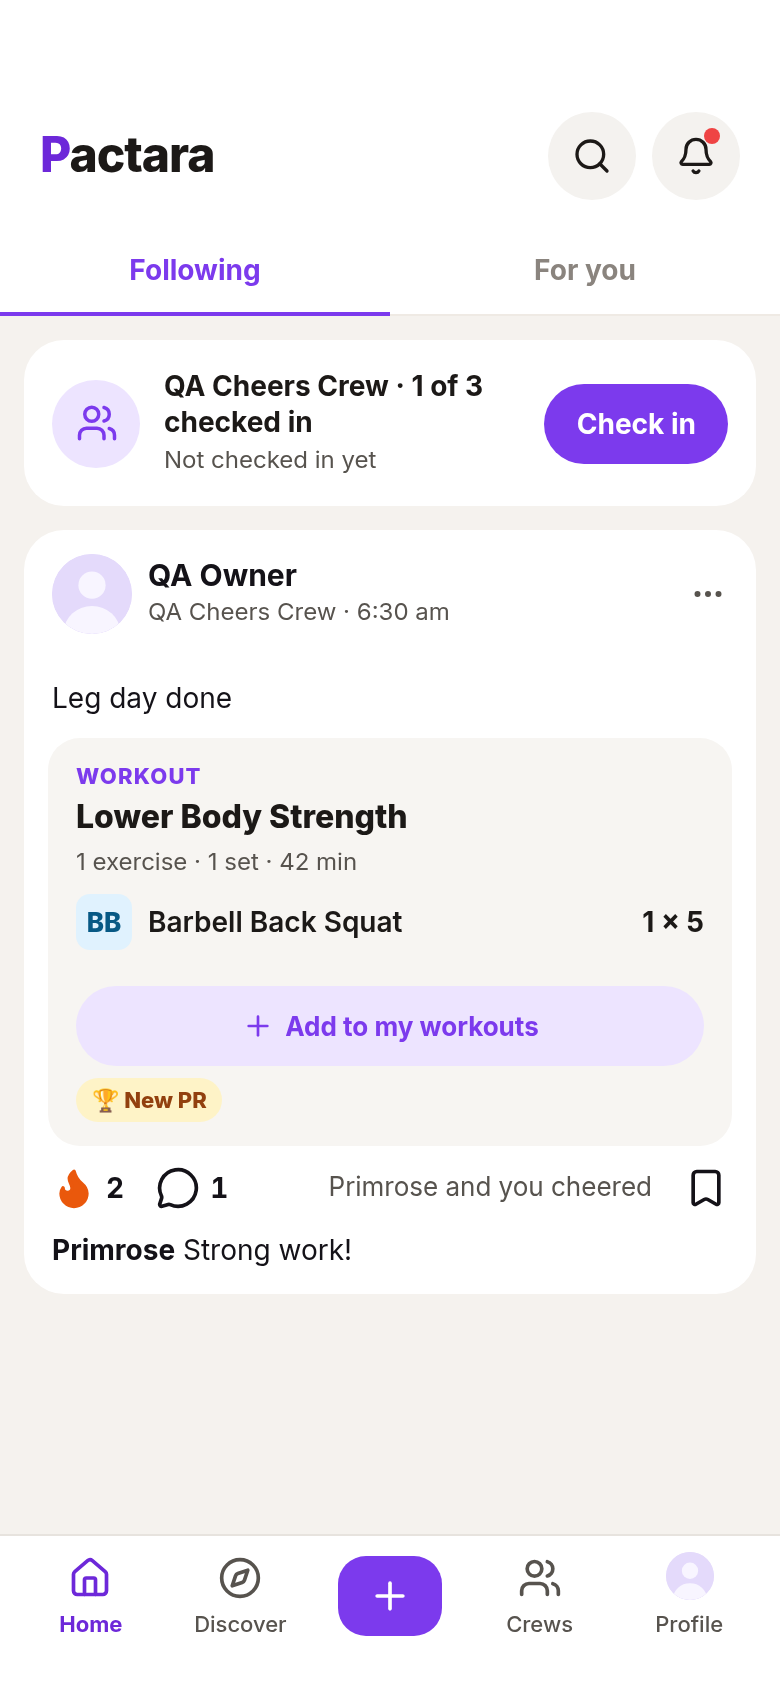 Pactara
Following
For you
QA Cheers Crew · 1 of 3
checked in
Not checked in yet
Check in
QA Owner
QA Cheers Crew · 6:30 am
Leg day done
WORKOUT
Lower Body Strength
1 exercise · 1 set · 42 min
BB Barbell Back Squat 1 × 5
Add to my workouts
🏆 New PR
2 1 Primrose and you cheered
Primrose Strong work!
Home
Discover
Crews
Profile